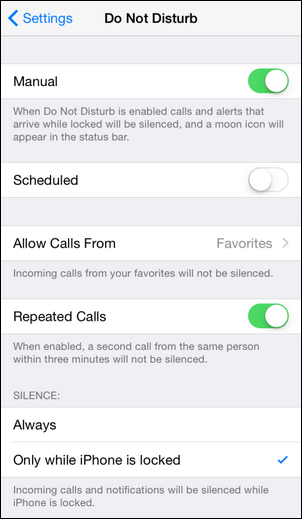 Settings Do Not Disturb
Manual
When Do Not Disturb is enabled calls and alerts that
arrive while locked will be silenced, and a moon icon will
appear in the status bar.
Scheduled
Allow Calls From Favorites
Incoming calls from your favorites will not be silenced.
Repeated Calls
When enabled, a second call from the same person
within three minutes will not be silenced.
SILENCE:
Always
Only while iPhone is locked
Incoming calls and notifications will be silenced while
iPhone is locked.